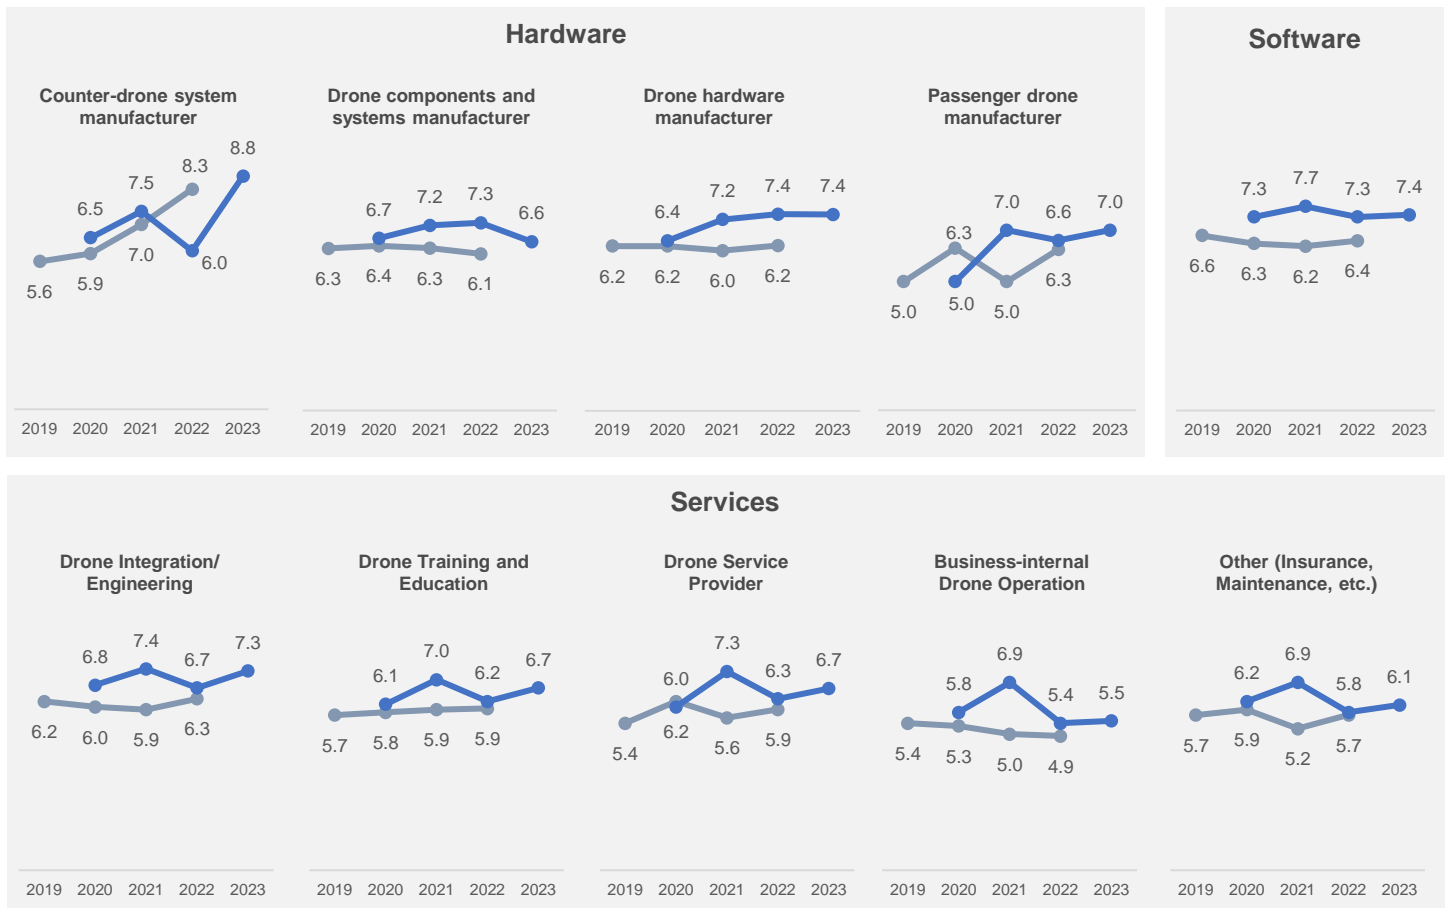 Hardware
Counter-drone system
manufacturer
8.8
8.3
7.5
6.5
7.0
6.0
5.9
5.6
2019 2020 2021 2022 2023
Drone components and
systems manufacturer
6.7 7.2 7.3 6.6
6.3 6.4 6.3 6.1
2019 2020 2021 2022 2023
Drone hardware
manufacturer
6.4 7.2 7.4 7.4
6.2 6.2 6.0 6.2
2019 2020 2021 2022 2023
Passenger drone
manufacturer
7.0 6.6 7.0
6.3
6.3
5.0 5.0 5.0
2019 2020 2021 2022 2023
Software
7.3 7.7 7.3 7.4
6.6 6.3 6.2 6.4
2019 2020 2021 2022 2023
Services
Drone Integration/
Engineering
6.8 7.4 6.7 7.3
6.2 6.0 5.9 6.3
2019 2020 2021 2022 2023
Drone Training and
Education
6.1 7.0 6.2 6.7
5.7 5.8 5.9 5.9
2019 2020 2021 2022 2023
Drone Service
Provider
6.0 7.3 6.3 6.7
5.4 6.2 5.6 5.9
2019 2020 2021 2022 2023
Business-internal
Drone Operation
5.8 6.9 5.4 5.5
5.4 5.3 5.0 4.9
2019 2020 2021 2022 2023
Other (Insurance,
Maintenance, etc.)
6.2 6.9 5.8 6.1
5.7 5.9 5.2 5.7
2019 2020 2021 2022 2023